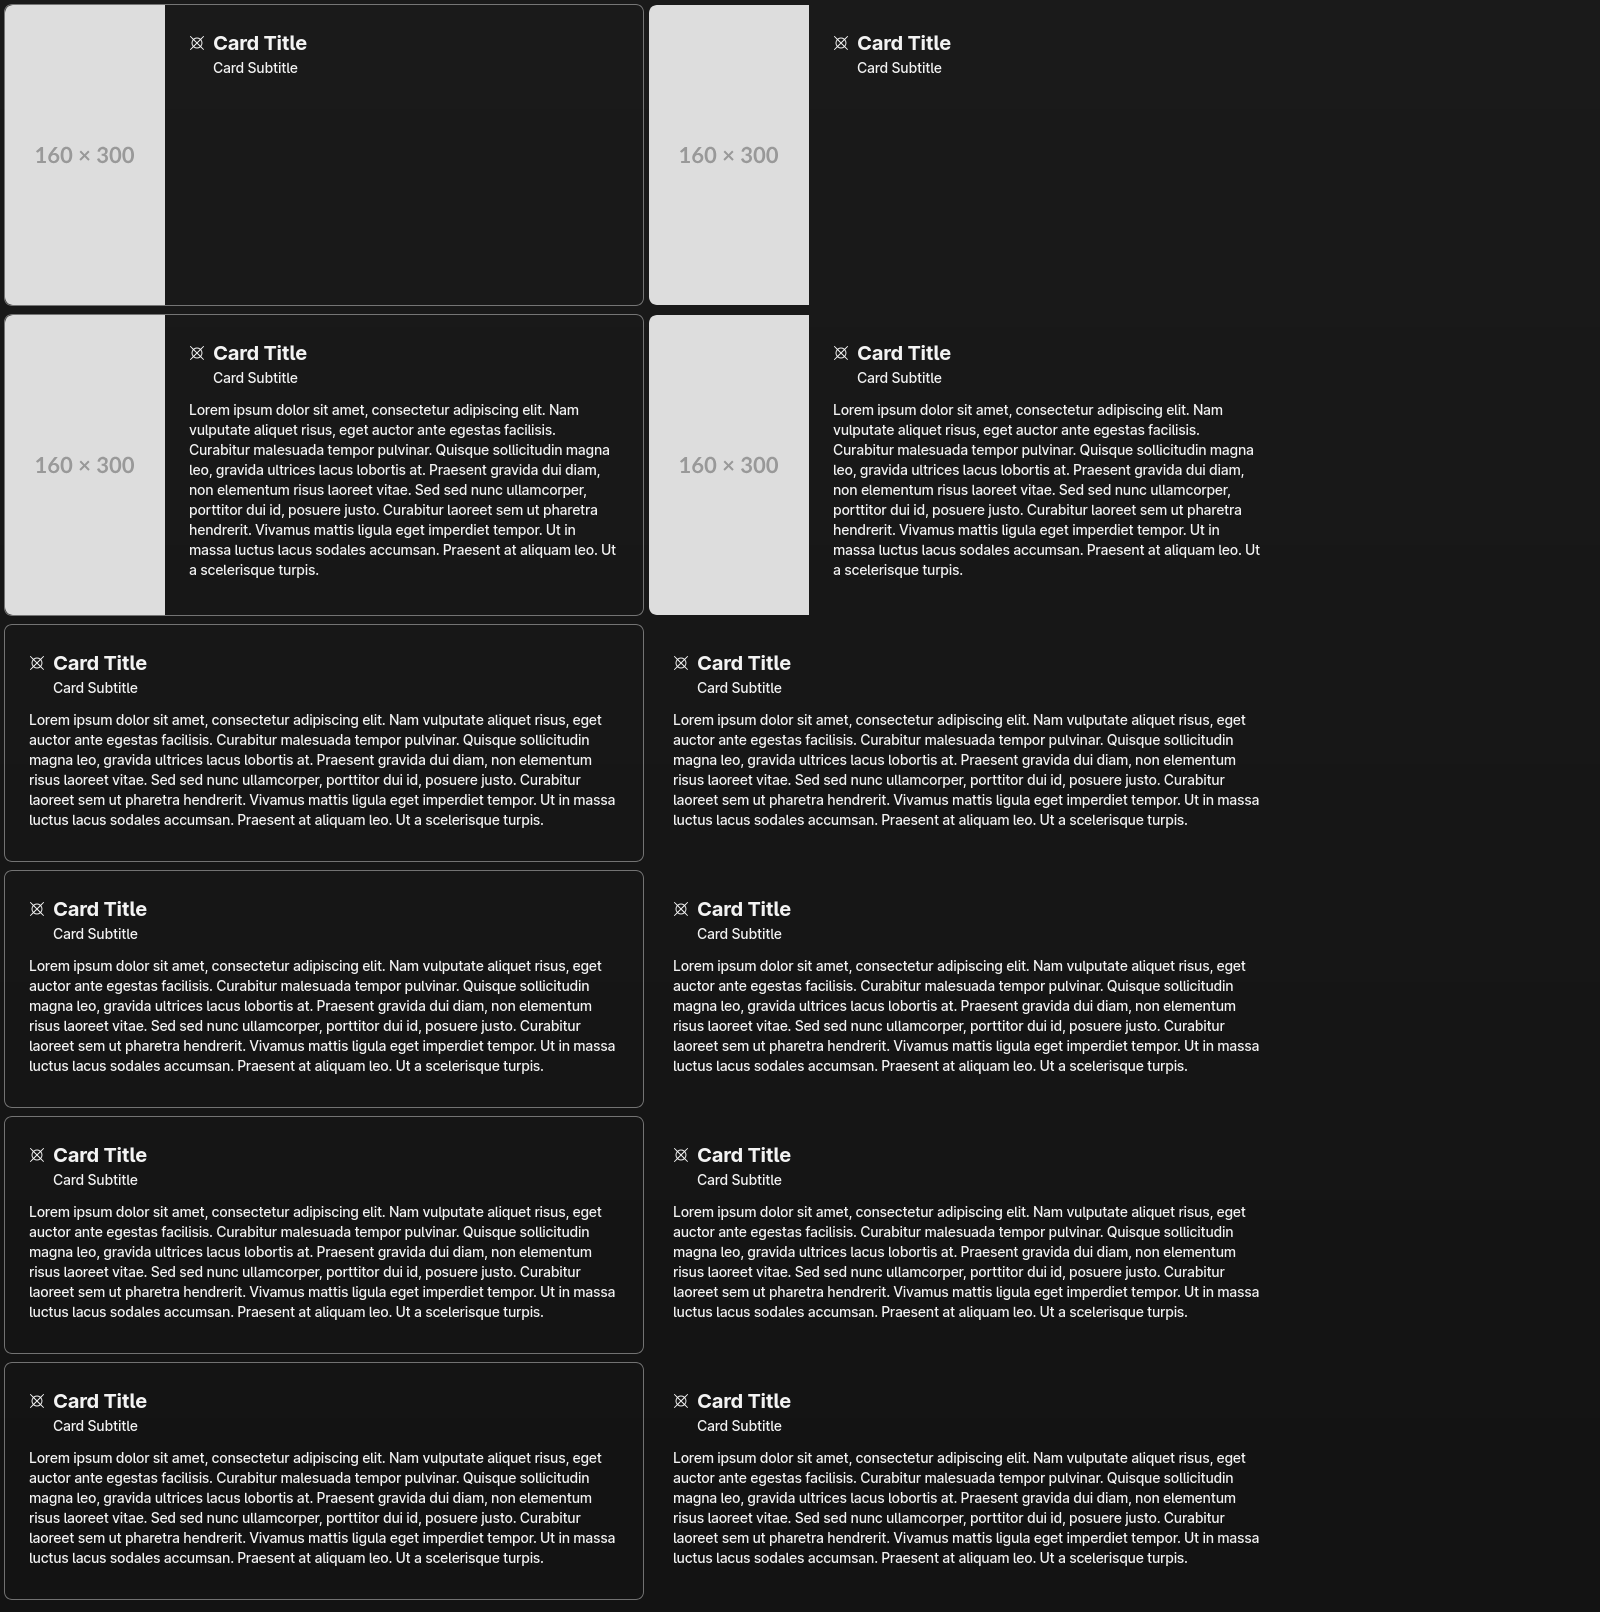 160 × 300
Card Title
Card Subtitle
160 × 300
Card Title
Card Subtitle
160 × 300
Card Title
Card Subtitle
Lorem ipsum dolor sit amet, consectetur adipiscing elit. Nam
vulputate aliquet risus, eget auctor ante egestas facilisis.
Curabitur malesuada tempor pulvinar. Quisque sollicitudin magna
leo, gravida ultrices lacus lobortis at. Praesent gravida dui diam,
non elementum risus laoreet vitae. Sed sed nunc ullamcorper,
porttitor dui id, posuere justo. Curabitur laoreet sem ut pharetra
hendrerit. Vivamus mattis ligula eget imperdiet tempor. Ut in
massa luctus lacus sodales accumsan. Praesent at aliquam leo. Ut
a scelerisque turpis.
160 × 300
Card Title
Card Subtitle
Lorem ipsum dolor sit amet, consectetur adipiscing elit. Nam
vulputate aliquet risus, eget auctor ante egestas facilisis.
Curabitur malesuada tempor pulvinar. Quisque sollicitudin magna
leo, gravida ultrices lacus lobortis at. Praesent gravida dui diam,
non elementum risus laoreet vitae. Sed sed nunc ullamcorper,
porttitor dui id, posuere justo. Curabitur laoreet sem ut pharetra
hendrerit. Vivamus mattis ligula eget imperdiet tempor. Ut in
massa luctus lacus sodales accumsan. Praesent at aliquam leo. Ut
a scelerisque turpis.
Card Title
Card Subtitle
Lorem ipsum dolor sit amet, consectetur adipiscing elit. Nam vulputate aliquet risus, eget
auctor ante egestas facilisis. Curabitur malesuada tempor pulvinar. Quisque sollicitudin
magna leo, gravida ultrices lacus lobortis at. Praesent gravida dui diam, non elementum
risus laoreet vitae. Sed sed nunc ullamcorper, porttitor dui id, posuere justo. Curabitur
laoreet sem ut pharetra hendrerit. Vivamus mattis ligula eget imperdiet tempor. Ut in massa
luctus lacus sodales accumsan. Praesent at aliquam leo. Ut a scelerisque turpis.
Card Title
Card Subtitle
Lorem ipsum dolor sit amet, consectetur adipiscing elit. Nam vulputate aliquet risus, eget
auctor ante egestas facilisis. Curabitur malesuada tempor pulvinar. Quisque sollicitudin
magna leo, gravida ultrices lacus lobortis at. Praesent gravida dui diam, non elementum
risus laoreet vitae. Sed sed nunc ullamcorper, porttitor dui id, posuere justo. Curabitur
laoreet sem ut pharetra hendrerit. Vivamus mattis ligula eget imperdiet tempor. Ut in massa
luctus lacus sodales accumsan. Praesent at aliquam leo. Ut a scelerisque turpis.
Card Title
Card Subtitle
Lorem ipsum dolor sit amet, consectetur adipiscing elit. Nam vulputate aliquet risus, eget
auctor ante egestas facilisis. Curabitur malesuada tempor pulvinar. Quisque sollicitudin
magna leo, gravida ultrices lacus lobortis at. Praesent gravida dui diam, non elementum
risus laoreet vitae. Sed sed nunc ullamcorper, porttitor dui id, posuere justo. Curabitur
laoreet sem ut pharetra hendrerit. Vivamus mattis ligula eget imperdiet tempor. Ut in massa
luctus lacus sodales accumsan. Praesent at aliquam leo. Ut a scelerisque turpis.
Card Title
Card Subtitle
Lorem ipsum dolor sit amet, consectetur adipiscing elit. Nam vulputate aliquet risus, eget
auctor ante egestas facilisis. Curabitur malesuada tempor pulvinar. Quisque sollicitudin
magna leo, gravida ultrices lacus lobortis at. Praesent gravida dui diam, non elementum
risus laoreet vitae. Sed sed nunc ullamcorper, porttitor dui id, posuere justo. Curabitur
laoreet sem ut pharetra hendrerit. Vivamus mattis ligula eget imperdiet tempor. Ut in massa
luctus lacus sodales accumsan. Praesent at aliquam leo. Ut a scelerisque turpis.
Card Title
Card Subtitle
Lorem ipsum dolor sit amet, consectetur adipiscing elit. Nam vulputate aliquet risus, eget
auctor ante egestas facilisis. Curabitur malesuada tempor pulvinar. Quisque sollicitudin
magna leo, gravida ultrices lacus lobortis at. Praesent gravida dui diam, non elementum
risus laoreet vitae. Sed sed nunc ullamcorper, porttitor dui id, posuere justo. Curabitur
laoreet sem ut pharetra hendrerit. Vivamus mattis ligula eget imperdiet tempor. Ut in massa
luctus lacus sodales accumsan. Praesent at aliquam leo. Ut a scelerisque turpis.
Card Title
Card Subtitle
Lorem ipsum dolor sit amet, consectetur adipiscing elit. Nam vulputate aliquet risus, eget
auctor ante egestas facilisis. Curabitur malesuada tempor pulvinar. Quisque sollicitudin
magna leo, gravida ultrices lacus lobortis at. Praesent gravida dui diam, non elementum
risus laoreet vitae. Sed sed nunc ullamcorper, porttitor dui id, posuere justo. Curabitur
laoreet sem ut pharetra hendrerit. Vivamus mattis ligula eget imperdiet tempor. Ut in massa
luctus lacus sodales accumsan. Praesent at aliquam leo. Ut a scelerisque turpis.
Card Title
Card Subtitle
Lorem ipsum dolor sit amet, consectetur adipiscing elit. Nam vulputate aliquet risus, eget
auctor ante egestas facilisis. Curabitur malesuada tempor pulvinar. Quisque sollicitudin
magna leo, gravida ultrices lacus lobortis at. Praesent gravida dui diam, non elementum
risus laoreet vitae. Sed sed nunc ullamcorper, porttitor dui id, posuere justo. Curabitur
laoreet sem ut pharetra hendrerit. Vivamus mattis ligula eget imperdiet tempor. Ut in massa
luctus lacus sodales accumsan. Praesent at aliquam leo. Ut a scelerisque turpis.
Card Title
Card Subtitle
Lorem ipsum dolor sit amet, consectetur adipiscing elit. Nam vulputate aliquet risus, eget
auctor ante egestas facilisis. Curabitur malesuada tempor pulvinar. Quisque sollicitudin
magna leo, gravida ultrices lacus lobortis at. Praesent gravida dui diam, non elementum
risus laoreet vitae. Sed sed nunc ullamcorper, porttitor dui id, posuere justo. Curabitur
laoreet sem ut pharetra hendrerit. Vivamus mattis ligula eget imperdiet tempor. Ut in massa
luctus lacus sodales accumsan. Praesent at aliquam leo. Ut a scelerisque turpis.